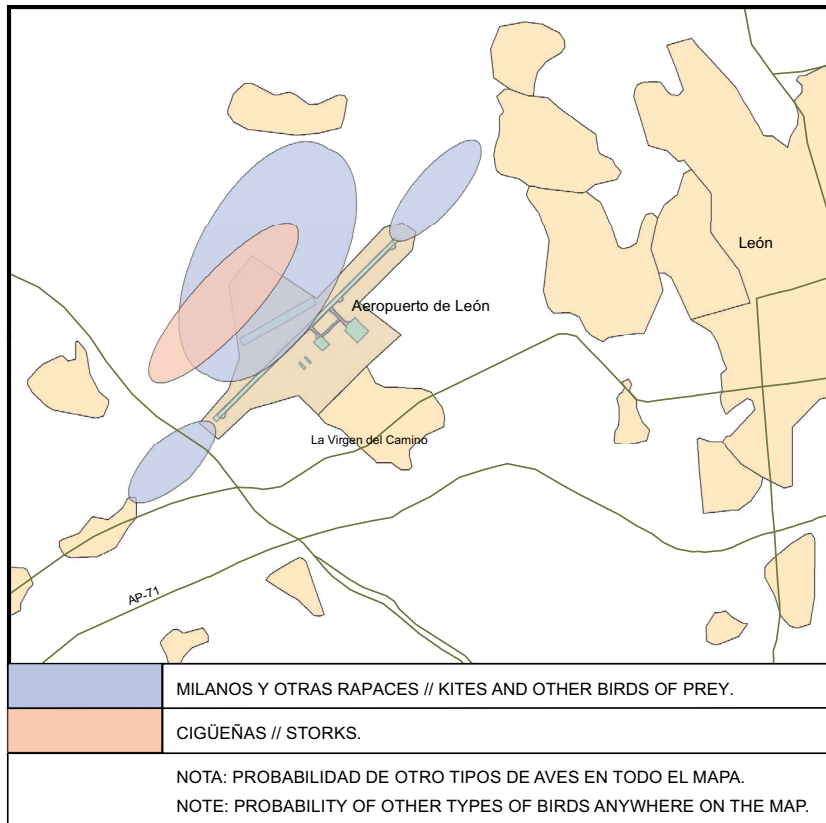 León
Aeropuerto de León
La Virgen del Camino
AP-71
MILANOS Y OTRAS RAPACES // KITES AND OTHER BIRDS OF PREY.
CIGÜEÑAS // STORKS.
NOTA: PROBABILIDAD DE OTRO TIPOS DE AVES EN TODO EL MAPA.
NOTE: PROBABILITY OF OTHER TYPES OF BIRDS ANYWHERE ON THE MAP.